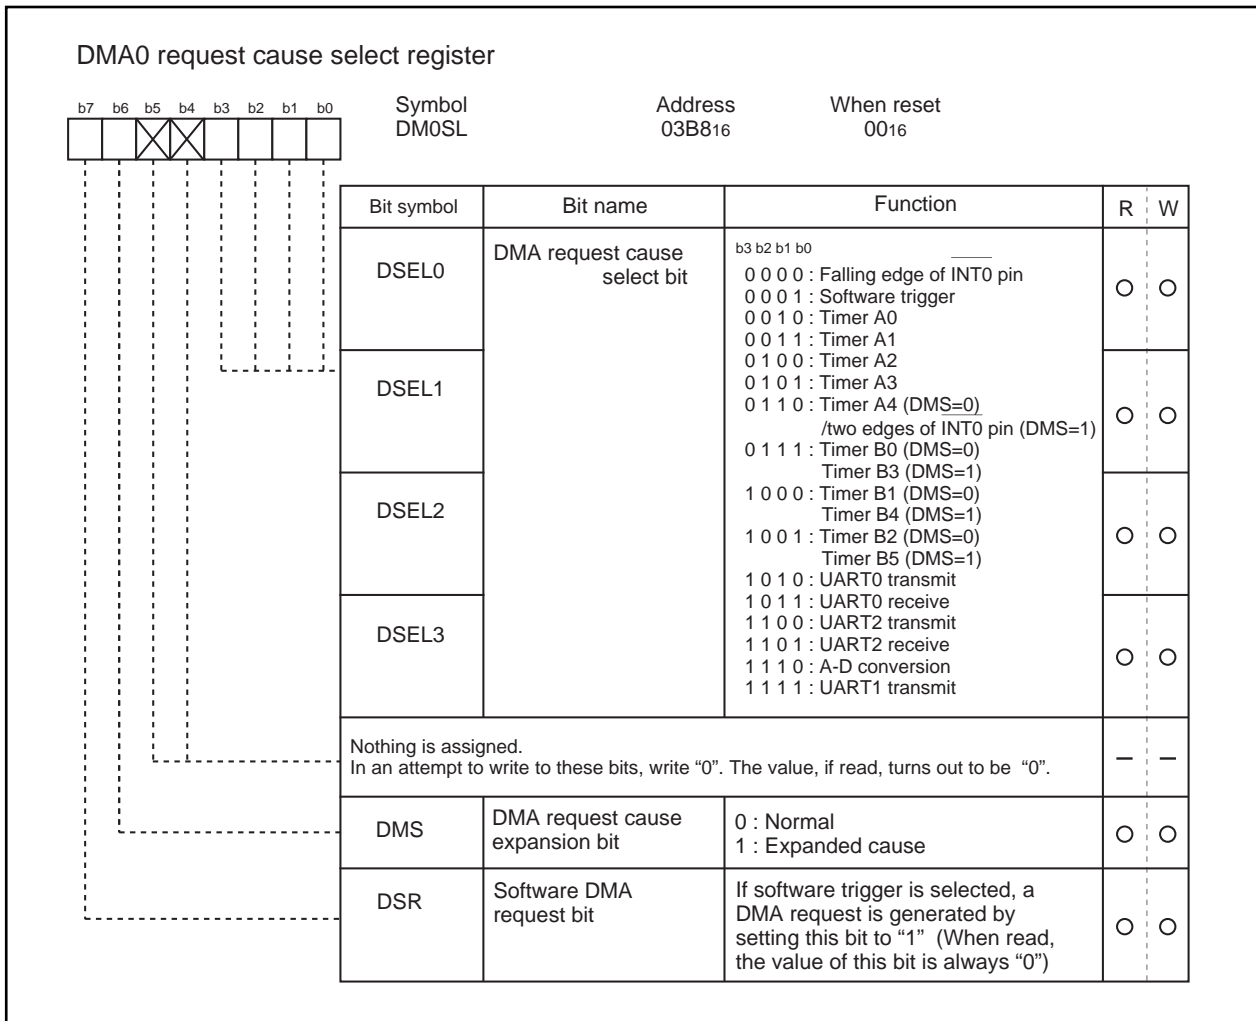 DMA0 request cause select register
b7 b6 b5 b4 b3 b2 b1 b0
Symbol Address When reset
DM0SL 03B816 0016
Bit symbol Bit name Function R W
DSEL0
DMA request cause
select bit
b3 b2 b1 b0
0 0 0 0 : Falling edge of INT0 pin
0 0 0 1 : Software trigger
0 0 1 0 : Timer A0
0 0 1 1 : Timer A1
0 1 0 0 : Timer A2
0 1 0 1 : Timer A3
0 1 1 0 : Timer A4 (DMS=0)
/two edges of INT0 pin (DMS=1)
0 1 1 1 : Timer B0 (DMS=0)
Timer B3 (DMS=1)
1 0 0 0 : Timer B1 (DMS=0)
Timer B4 (DMS=1)
1 0 0 1 : Timer B2 (DMS=0)
Timer B5 (DMS=1)
1 0 1 0 : UART0 transmit
1 0 1 1 : UART0 receive
1 1 0 0 : UART2 transmit
1 1 0 1 : UART2 receive
1 1 1 0 : A-D conversion
1 1 1 1 : UART1 transmit
DSEL1
DSEL2
DSEL3
Nothing is assigned.
In an attempt to write to these bits, write “0”. The value, if read, turns out to be “0”.
DMS
DMA request cause
expansion bit
0 : Normal
1 : Expanded cause
DSR
Software DMA
request bit
If software trigger is selected, a
DMA request is generated by
setting this bit to “1” (When read,
the value of this bit is always “0”)